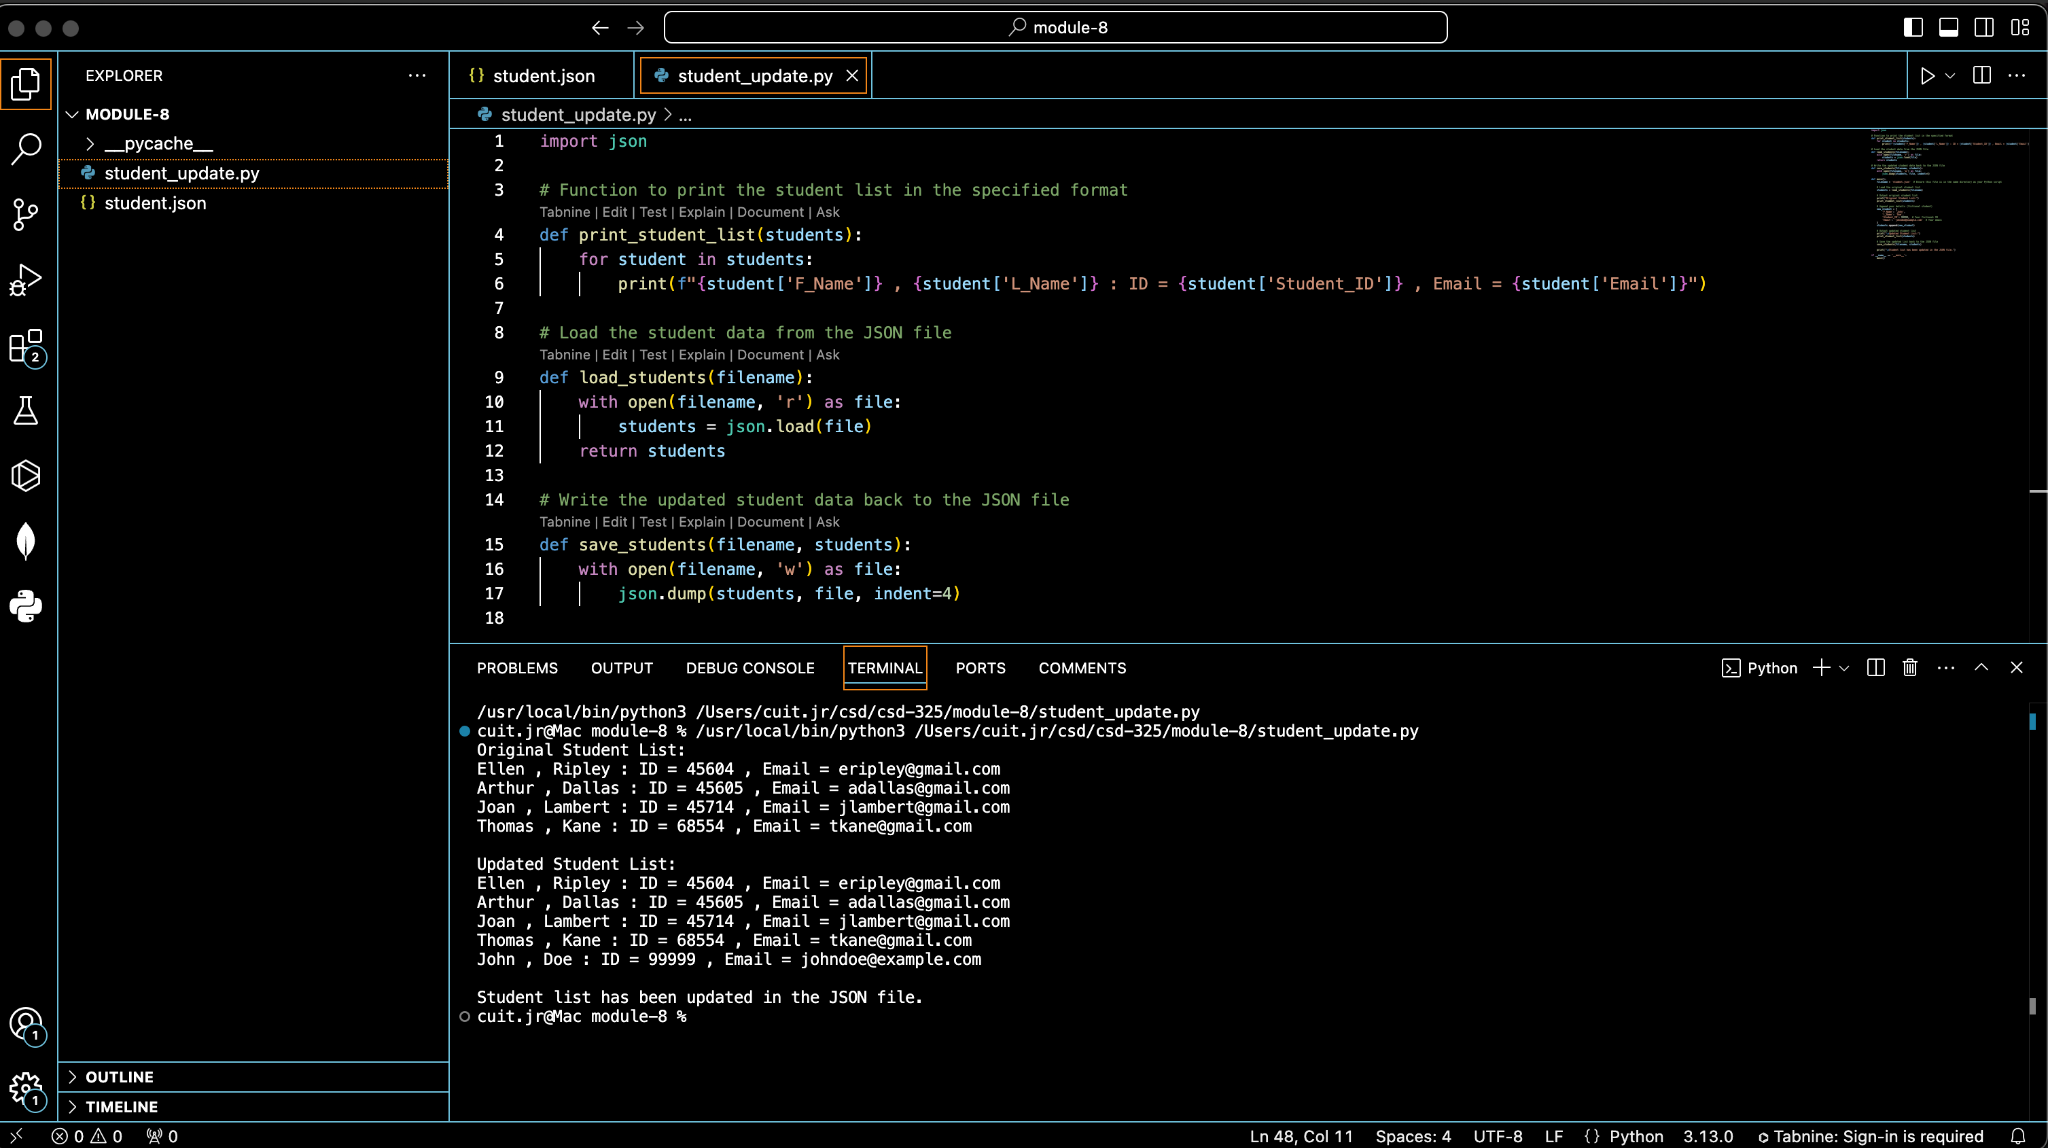 module-8
EXPLORER
MODULE-8
__pycache__
student_update.py
{} student.json
OUTLINE
TIMELINE
2
1
1
{} student.json
student_update.py
student_update.py > ...
1 import json
2
3 # Function to print the student list in the specified format
Tabnine | Edit | Test | Explain | Document | Ask
4 def print_student_list(students):
5 for student in students:
6 print(f"{student['F_Name']} , {student['L_Name']} : ID = {student['Student_ID']} , Email = {student['Email']}")
7
8 # Load the student data from the JSON file
Tabnine | Edit | Test | Explain | Document | Ask
9 def load_students(filename):
10 with open(filename, 'r') as file:
11 students = json.load(file)
12 return students
13
14 # Write the updated student data back to the JSON file
Tabnine | Edit | Test | Explain | Document | Ask
15 def save_students(filename, students):
16 with open(filename, 'w') as file:
17 json.dump(students, file, indent=4)
18
PROBLEMS OUTPUT DEBUG CONSOLE TERMINAL PORTS COMMENTS Python
/usr/local/bin/python3 /Users/cuit.jr/csd/csd-325/module-8/student_update.py
cuit.jr@Mac module-8 % /usr/local/bin/python3 /Users/cuit.jr/csd/csd-325/module-8/student_update.py
Original Student List:
Ellen , Ripley : ID = 45604 , Email = eripley@gmail.com
Arthur , Dallas : ID = 45605 , Email = adallas@gmail.com
Joan , Lambert : ID = 45714 , Email = jlambert@gmail.com
Thomas , Kane : ID = 68554 , Email = tkane@gmail.com
Updated Student List:
Ellen , Ripley : ID = 45604 , Email = eripley@gmail.com
Arthur , Dallas : ID = 45605 , Email = adallas@gmail.com
Joan , Lambert : ID = 45714 , Email = jlambert@gmail.com
Thomas , Kane : ID = 68554 , Email = tkane@gmail.com
John , Doe : ID = 99999 , Email = johndoe@example.com
Student list has been updated in the JSON file.
cuit.jr@Mac module-8 %
0 0 0 Ln 48, Col 11 Spaces: 4 UTF-8 LF {} Python 3.13.0 Tabnine: Sign-in is required